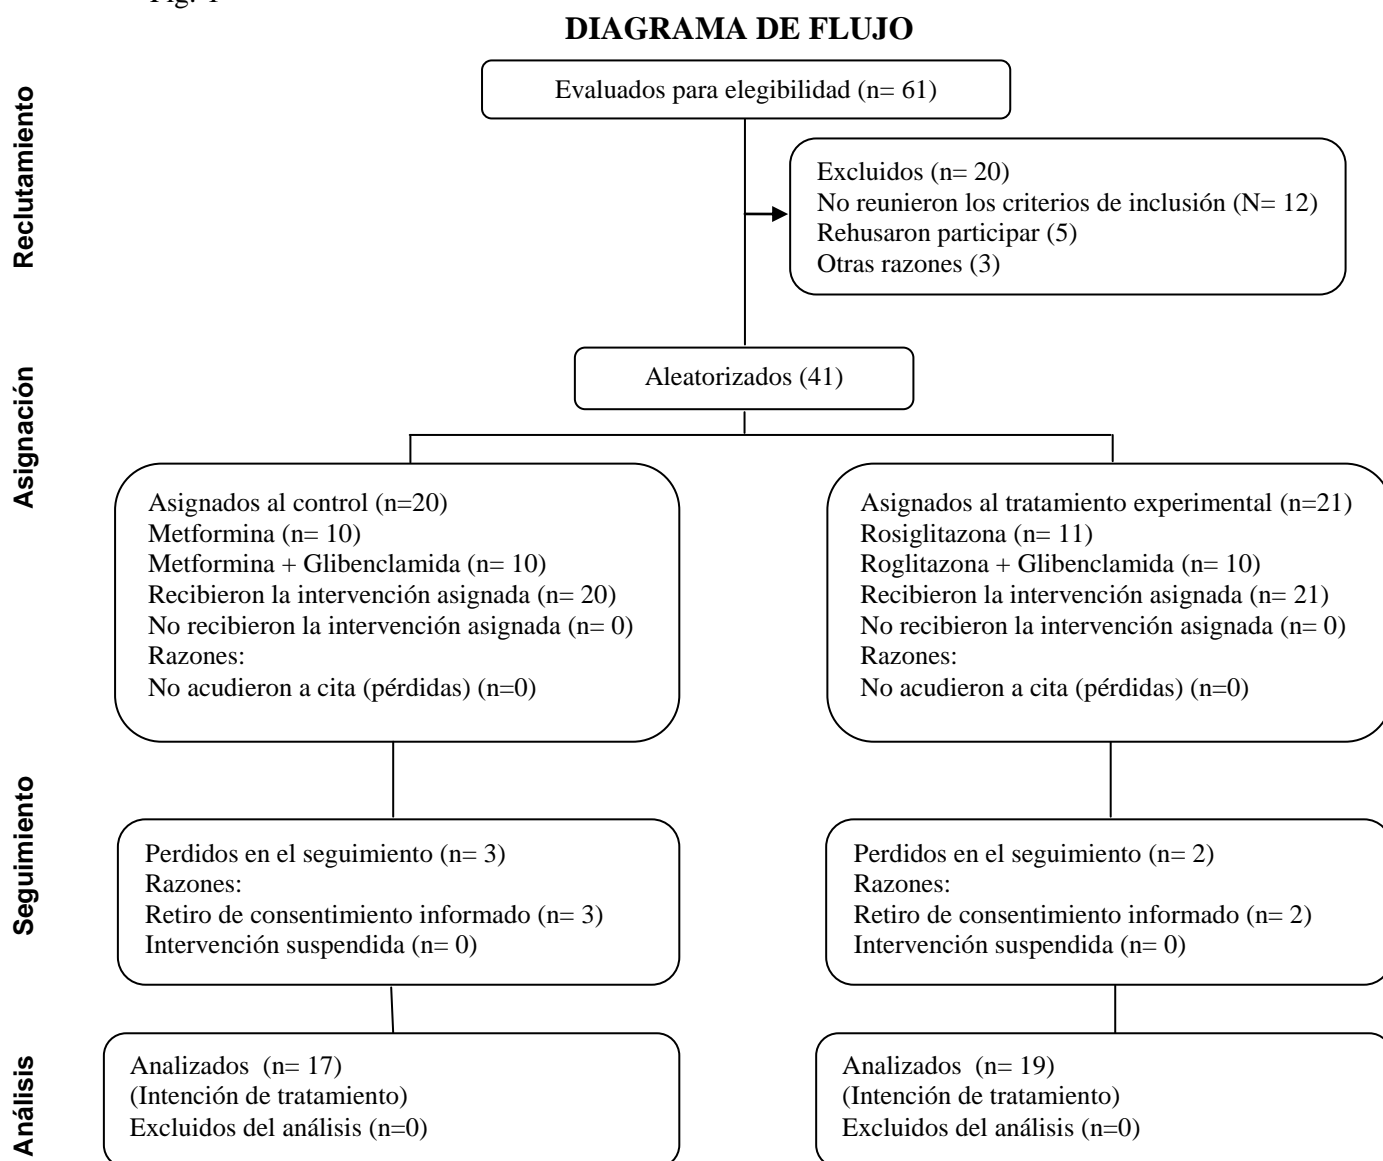 DIAGRAMA DE FLUJO
Reclutamiento
Evaluados para elegibilidad (n= 61)
Excluidos (n= 20)
No reunieron los criterios de inclusión (N= 12)
Rehusaron participar (5)
Otras razones (3)
Asignación
Aleatorizados (41)
Asignados al control (n=20)
Metformina (n= 10)
Metformina + Glibenclamida (n= 10)
Recibieron la intervención asignada (n= 20)
No recibieron la intervención asignada (n= 0)
Razones:
No acudieron a cita (pérdidas) (n=0)
Asignados al tratamiento experimental (n=21)
Rosiglitazona (n= 11)
Roglitazona + Glibenclamida (n= 10)
Recibieron la intervención asignada (n= 21)
No recibieron la intervención asignada (n= 0)
Razones:
No acudieron a cita (pérdidas) (n=0)
Seguimiento
Perdidos en el seguimiento (n= 3)
Razones:
Retiro de consentimiento informado (n= 3)
Intervención suspendida (n= 0)
Perdidos en el seguimiento (n= 2)
Razones:
Retiro de consentimiento informado (n= 2)
Intervención suspendida (n= 0)
Análisis
Analizados  (n= 17)
(Intención de tratamiento)
Excluidos del análisis (n=0)
Analizados  (n= 19)
(Intención de tratamiento)
Excluidos del análisis (n=0)